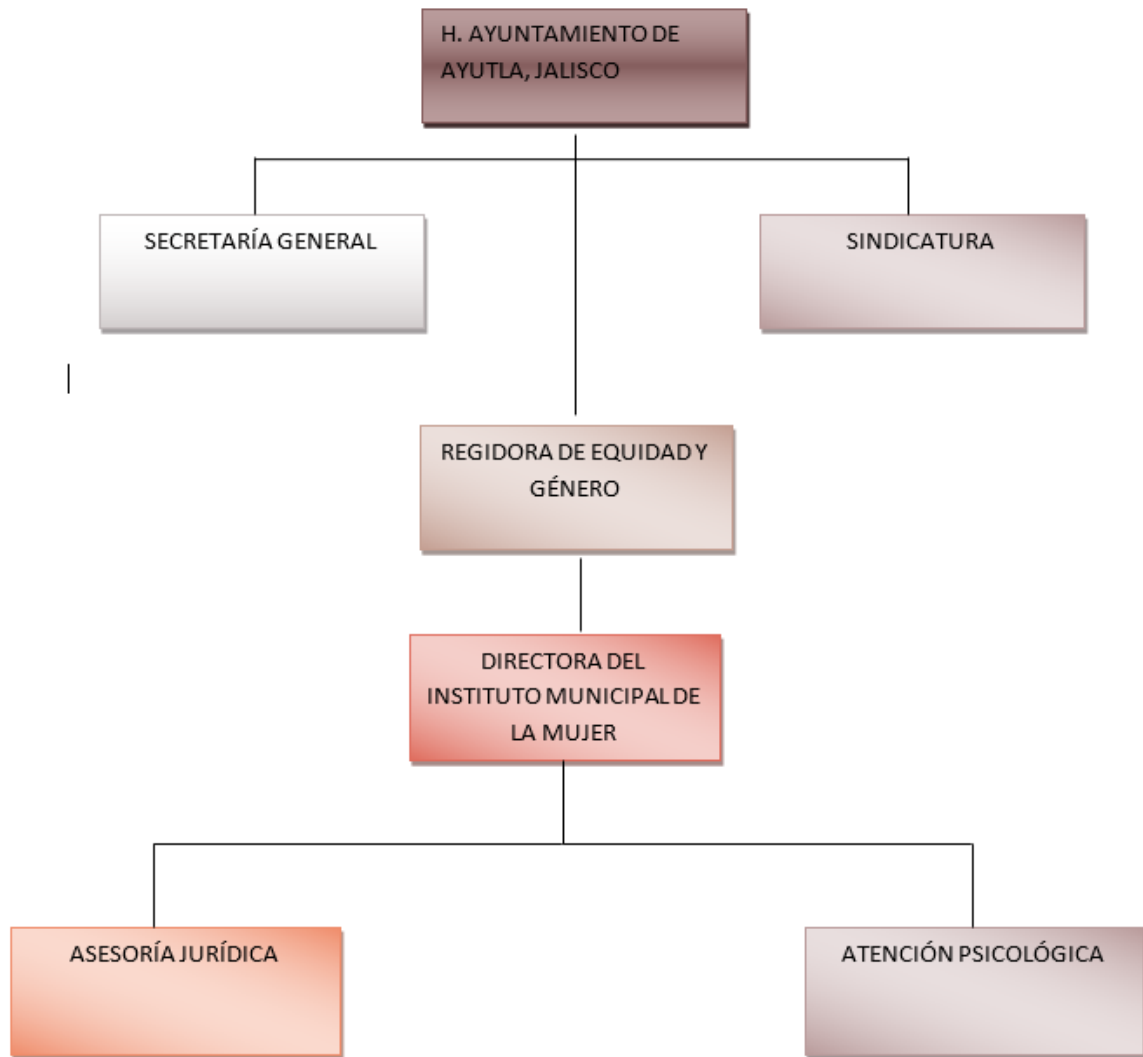 H. AYUNTAMIENTO DE
AYUTLA, JALISCO
SECRETARÍA GENERAL
SINDICATURA
REGIDORA DE EQUIDAD Y
GÉNERO
DIRECTORA DEL
INSTITUTO MUNICIPAL DE
LA MUJER
ASESORÍA JURÍDICA
ATENCIÓN PSICOLÓGICA